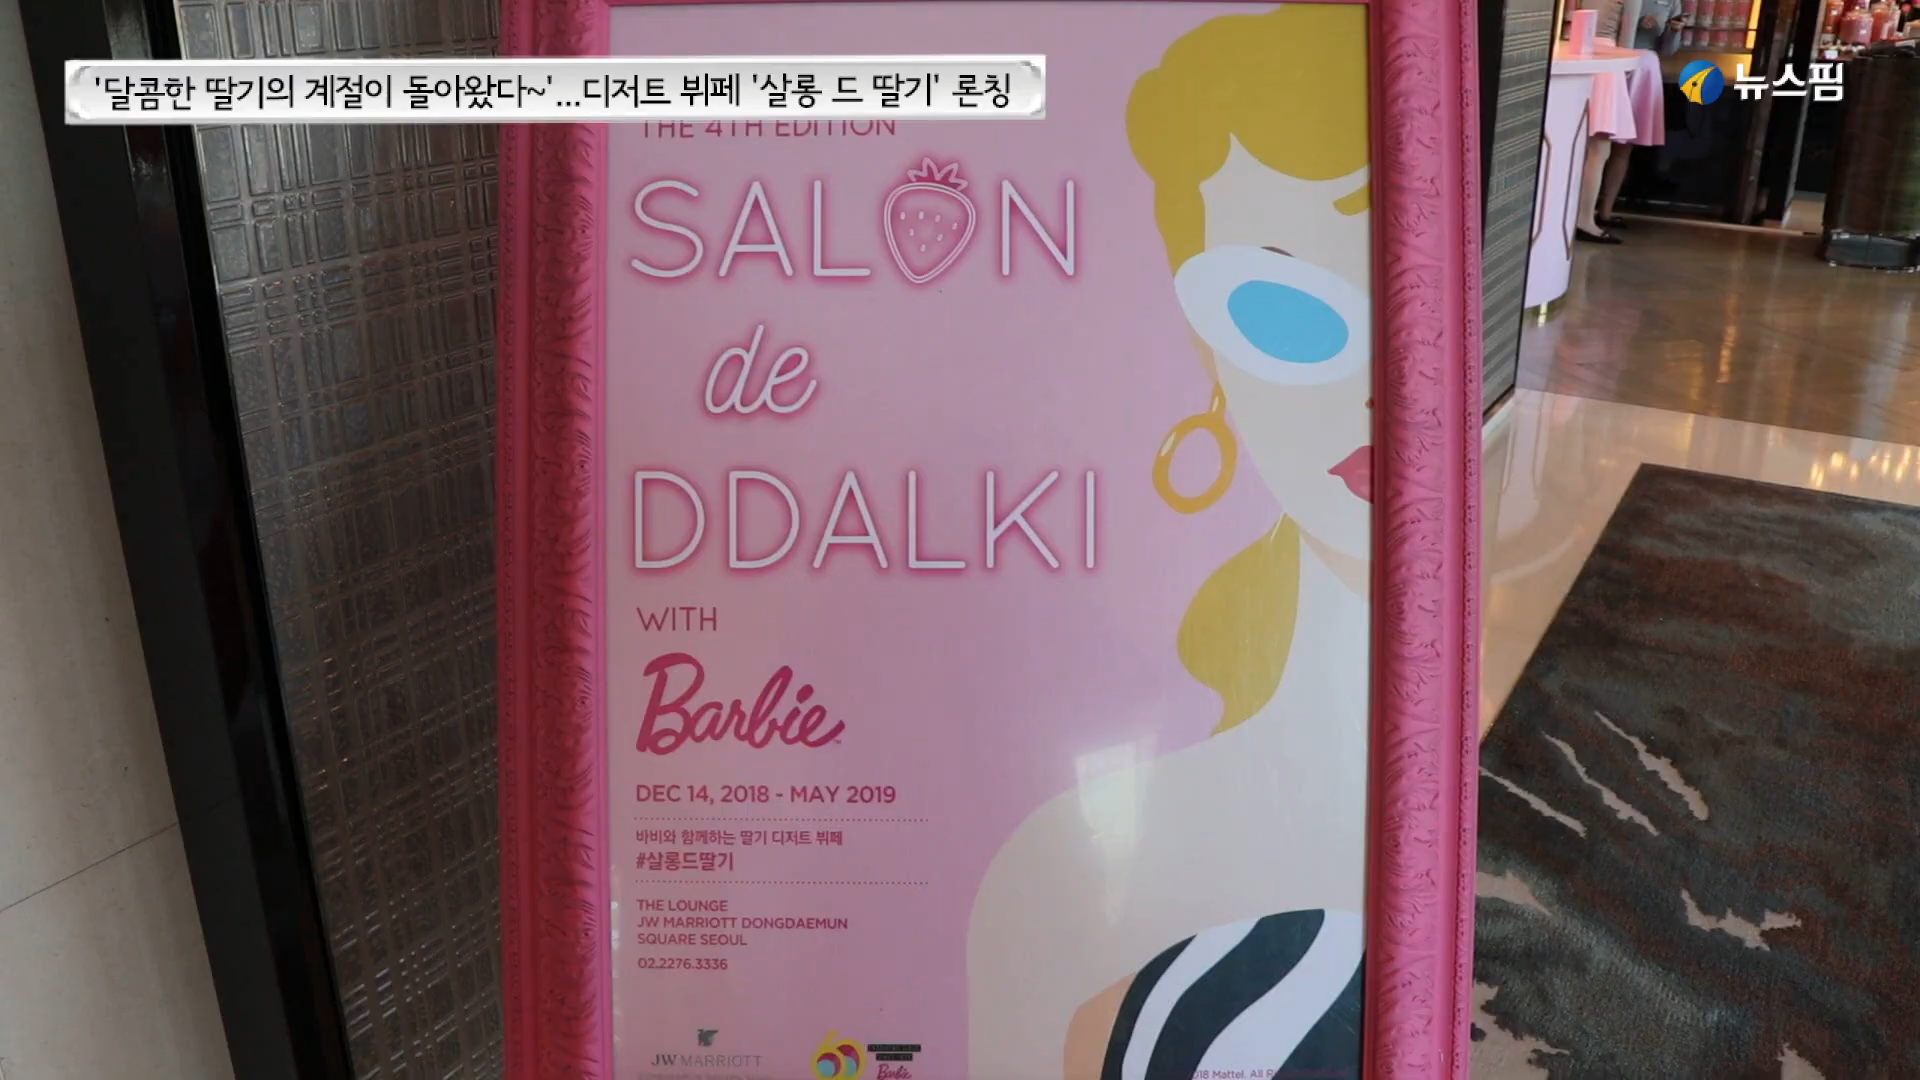 '달콤한 딸기의 계절이 돌아왔다~'...디저트 뷔페 '살롱 드 딸기' 론칭
뉴스핌
THE 4TH EDITION
SALON
de
DDALKI
WITH
Barbie
DEC 14, 2018 - MAY 2019
바비와 함께하는 딸기 디저트 뷔페
#살롱드딸기
THE LOUNGE
JW MARRIOTT DONGDAEMUN
SQUARE SEOUL
02.2276.3336
JW MARRIOTT
60
Barbie
Mattel. All